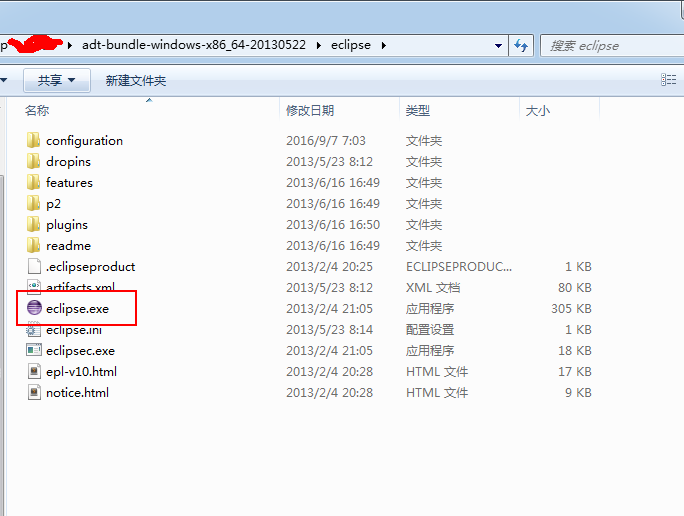 p adt-bundle-windows-x86_64-20130522 eclipse 搜索 eclipse
共享 新建文件夹
名称 修改日期 类型 大小
configuration 2016/9/7 7:03 文件夹
dropins 2013/5/23 8:12 文件夹
features 2013/6/16 16:49 文件夹
p2 2013/6/16 16:49 文件夹
plugins 2013/6/16 16:50 文件夹
readme 2013/6/16 16:49 文件夹
.eclipseproduct 2013/2/4 20:25 ECLIPSEPRODUC... 1 KB
artifacts.xml 2013/5/23 8:12 XML 文档 80 KB
eclipse.exe 2013/2/4 21:05 应用程序 305 KB
eclipse.ini 2013/5/23 8:14 配置设置 1 KB
eclipsec.exe 2013/2/4 21:05 应用程序 18 KB
epl-v10.html 2013/2/4 20:28 HTML 文件 17 KB
notice.html 2013/2/4 20:28 HTML 文件 9 KB